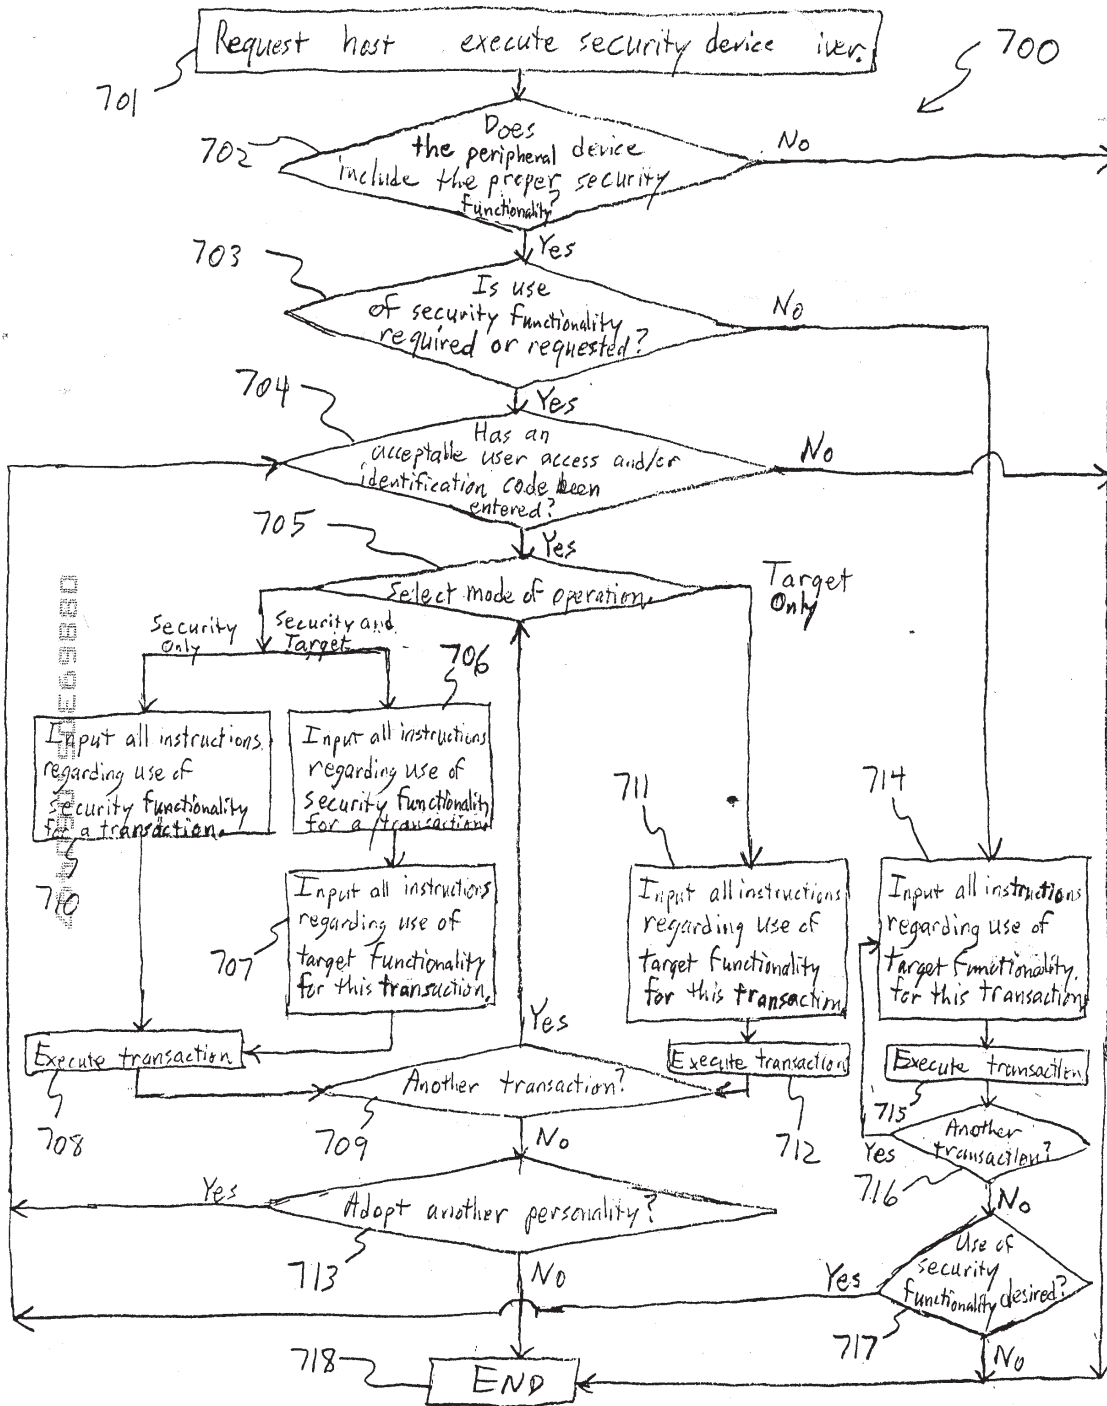 Request host execute security device iver.
700
701
Does
the peripheral device
include the proper security
functionality?
702
No
Yes
703
Is use
of security functionality
required or requested?
No
Yes
704
Has an
acceptable user access and/or
identification code been
entered?
No
Yes
705
Select mode of operation.
Target
Only
Security
Only
Security and
Target
706
Input all instructions
regarding use of
security functionality
for a transaction.
710
Input all instructions
regarding use of
security functionality
for a transaction.
Input all instructions
regarding use of
target functionality
for this transaction.
707
711
Input all instructions
regarding use of
target functionality
for this transaction.
714
Input all instructions
regarding use of
target functionality.
for this transaction.
Execute transaction
708
Yes
Another transaction?
709
No
Execute transaction
712
Execute transaction
715
Another
transaction?
716
Yes
No
Yes
Adopt another personality?
713
No
Use of
security
functionality desired?
717
Yes
No
718
END